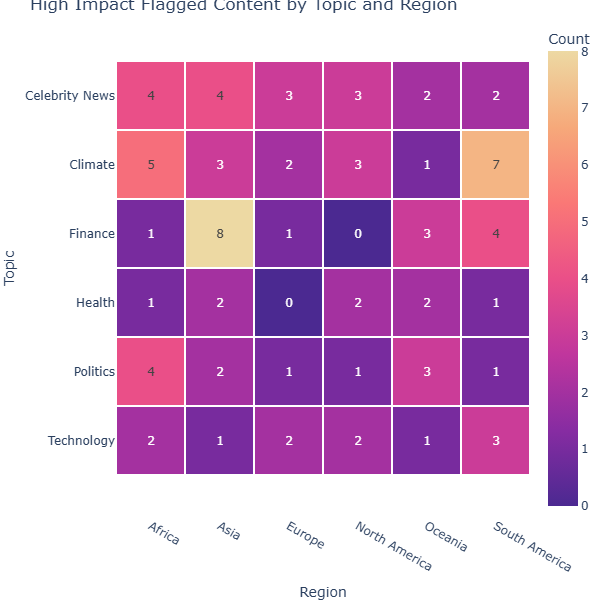 High Impact Flagged Content by Topic and Region
Count
8
7
6
5
4
3
2
1
0
Topic
Celebrity News 4 4 3 3 2 2
Climate 5 3 2 3 1 7
Finance 1 8 1 0 3 4
Health 1 2 0 2 2 1
Politics 4 2 1 1 3 1
Technology 2 1 2 2 1 3
Africa Asia Europe North America Oceania South America
Region